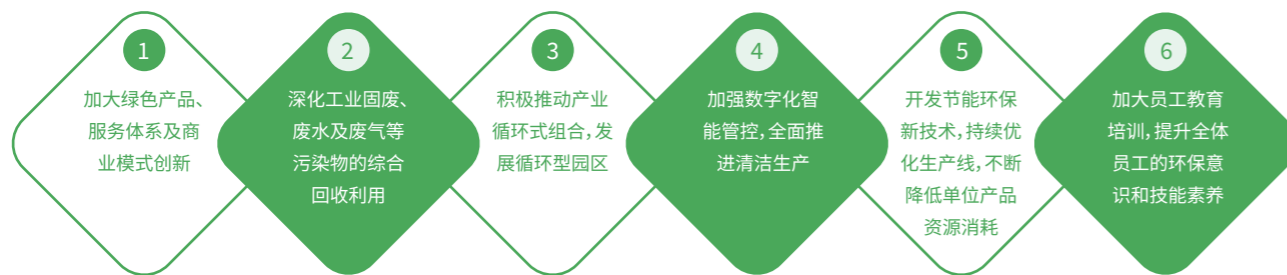 1
加大绿色产品、
服务体系及商
业模式创新
2
深化工业固废、
废水及废气等
污染物的综合
回收利用
3
积极推动产业
循环式组合，发
展循环型园区
4
加强数字化智
能管控，全面推
进清洁生产
5
开发节能环保
新技术，持续优
化生产线，不断
降低单位产品
资源消耗
6
加大员工教育
培训，提升全体
员工的环保意
识和技能素养